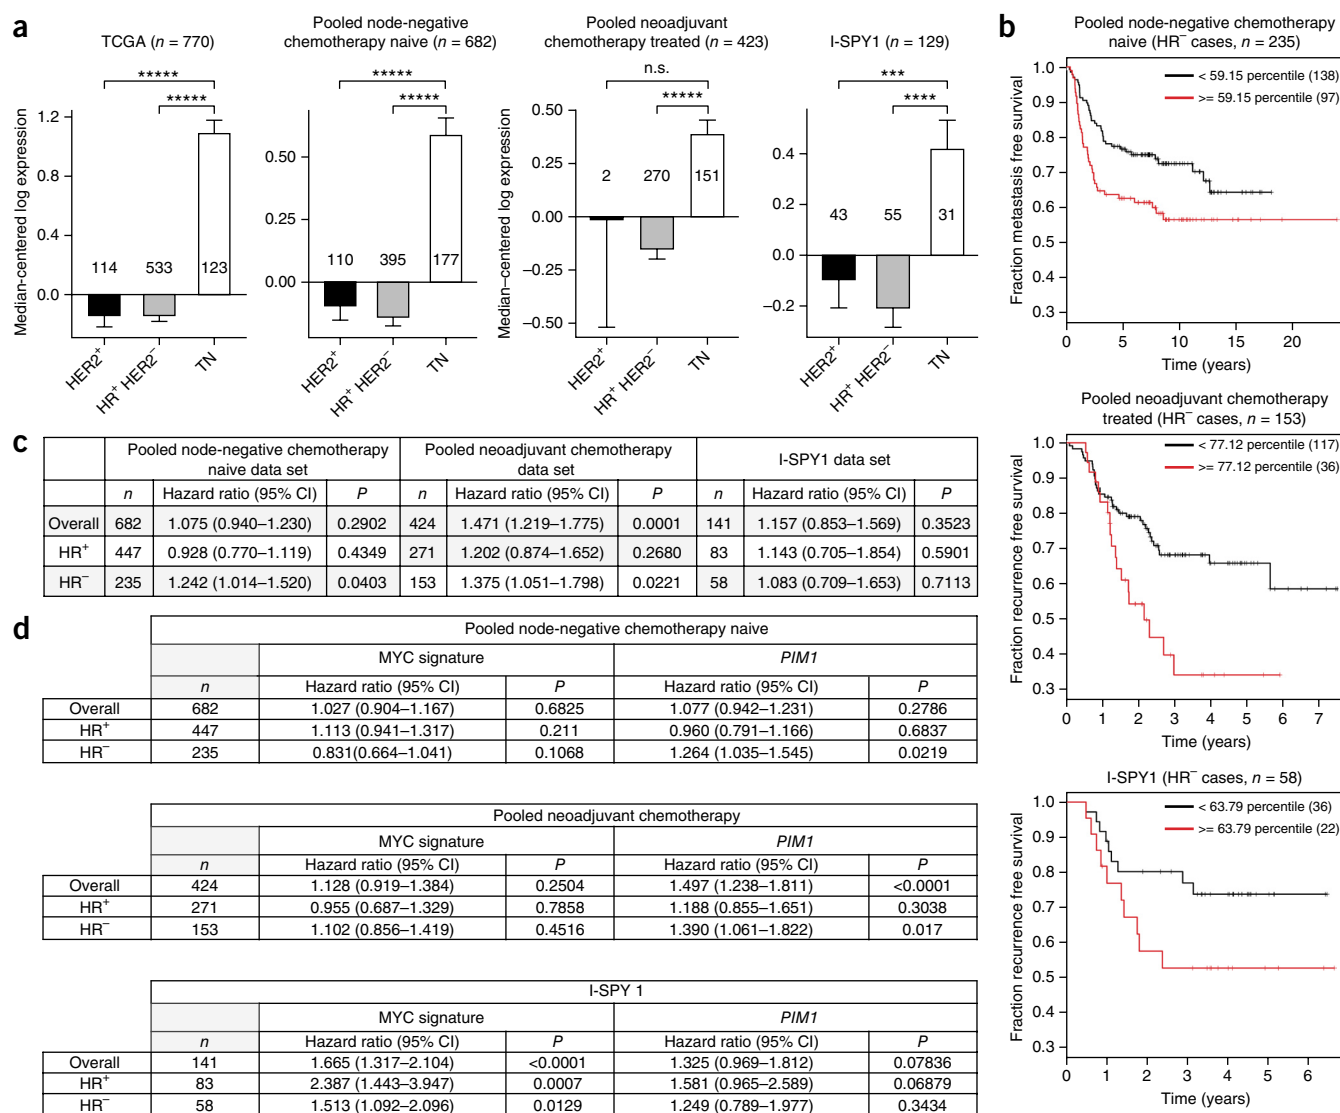 a
TCGA (n = 770)
*****
*****
Median-centered log expression
1.2
0.8
0.4
0.0
114
533
123
HER2+
HR+ HER2−
TN
Pooled node-negative
chemotherapy naive (n = 682)
*****
*****
0.50
0.25
0.00
110
395
177
HER2+
HR+ HER2−
TN
Pooled neoadjuvant
chemotherapy treated (n = 423)
n.s.
*****
Median–centered log expression
0.50
0.25
0.00
−0.25
−0.50
2
270
151
HER2+
HR+ HER2−
TN
I-SPY1 (n = 129)
***
****
0.4
0.2
0.0
−0.2
43
55
31
HER2+
HR+ HER2−
TN
b
Pooled node-negative chemotherapy
naive (HR− cases, n = 235)
< 59.15 percentile (138)
>= 59.15 percentile (97)
Fraction metastasis free survival
1.0
0.9
0.8
0.7
0.6
0.5
0.4
0.3
0 5 10 15 20
Time (years)
Pooled neoadjuvant chemotherapy
treated (HR− cases, n = 153)
< 77.12 percentile (117)
>= 77.12 percentile (36)
Fraction recurrence free survival
1.0
0.9
0.8
0.7
0.6
0.5
0.4
0.3
0 1 2 3 4 5 6 7
Time (years)
I-SPY1 (HR− cases, n = 58)
< 63.79 percentile (36)
>= 63.79 percentile (22)
Fraction recurrence free survival
1.0
0.9
0.8
0.7
0.6
0.5
0.4
0.3
0 1 2 3 4 5 6
Time (years)
c
Pooled node-negative chemotherapy
naive data set
Pooled neoadjuvant chemotherapy
data set
I-SPY1 data set
n Hazard ratio (95% CI) P n Hazard ratio (95% CI) P n Hazard ratio (95% CI) P
Overall 682 1.075 (0.940–1.230) 0.2902 424 1.471 (1.219–1.775) 0.0001 141 1.157 (0.853–1.569) 0.3523
HR+ 447 0.928 (0.770–1.119) 0.4349 271 1.202 (0.874–1.652) 0.2680 83 1.143 (0.705–1.854) 0.5901
HR− 235 1.242 (1.014–1.520) 0.0403 153 1.375 (1.051–1.798) 0.0221 58 1.083 (0.709–1.653) 0.7113
d
Pooled node-negative chemotherapy naive
MYC signature PIM1
n Hazard ratio (95% CI) P Hazard ratio (95% CI) P
Overall 682 1.027 (0.904–1.167) 0.6825 1.077 (0.942–1.231) 0.2786
HR+ 447 1.113 (0.941–1.317) 0.211 0.960 (0.791–1.166) 0.6837
HR− 235 0.831(0.664–1.041) 0.1068 1.264 (1.035–1.545) 0.0219
Pooled neoadjuvant chemotherapy
MYC signature PIM1
n Hazard ratio (95% CI) P Hazard ratio (95% CI) P
Overall 424 1.128 (0.919–1.384) 0.2504 1.497 (1.238–1.811) <0.0001
HR+ 271 0.955 (0.687–1.329) 0.7858 1.188 (0.855–1.651) 0.3038
HR− 153 1.102 (0.856–1.419) 0.4516 1.390 (1.061–1.822) 0.017
I-SPY 1
MYC signature PIM1
n Hazard ratio (95% CI) P Hazard ratio (95% CI) P
Overall 141 1.665 (1.317–2.104) <0.0001 1.325 (0.969–1.812) 0.07836
HR+ 83 2.387 (1.443–3.947) 0.0007 1.581 (0.965–2.589) 0.06879
HR− 58 1.513 (1.092–2.096) 0.0129 1.249 (0.789–1.977) 0.3434